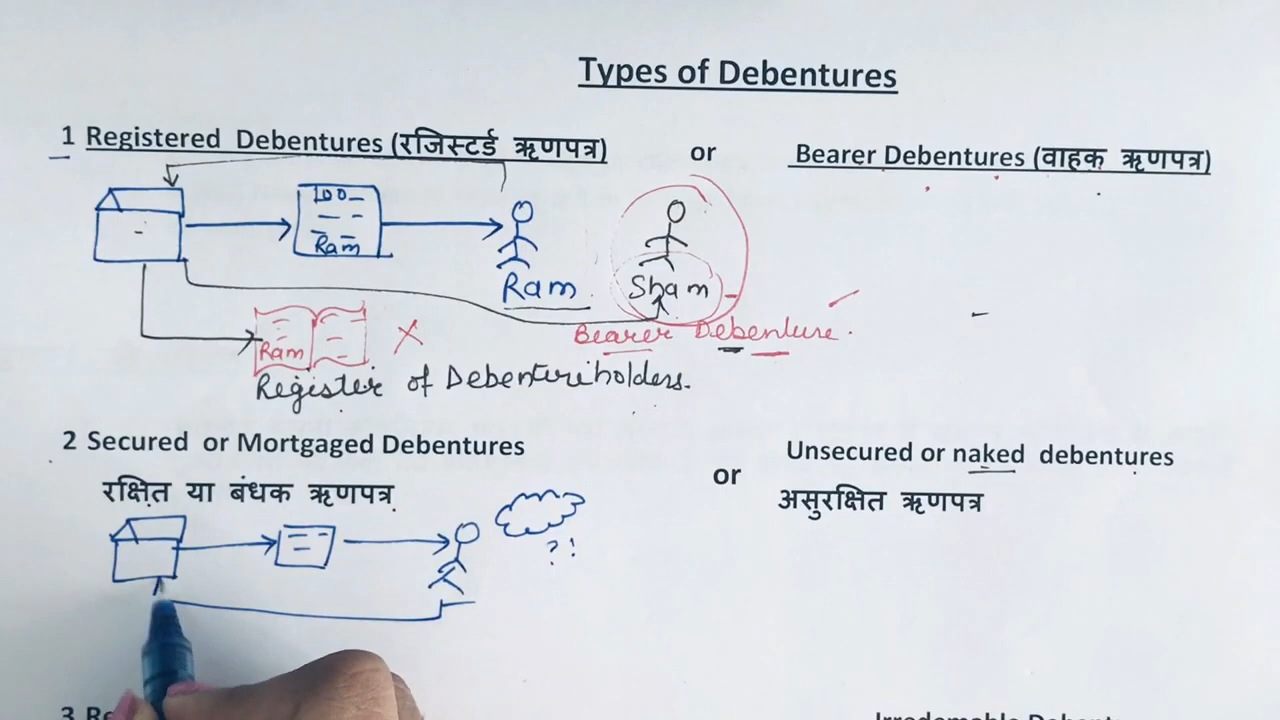 Types of Debentures
1 Registered Debentures (रजिस्टर्ड ऋणपत्र) or Bearer Debentures (वाहक ऋणपत्र)
100
Ram
Ram
Sham
Bearer Debenture.
Ram
Register of Debentureholders.
2 Secured or Mortgaged Debentures or Unsecured or naked debentures
रक्षित या बंधक ऋणपत्र असुरक्षित ऋणपत्र
?!
3